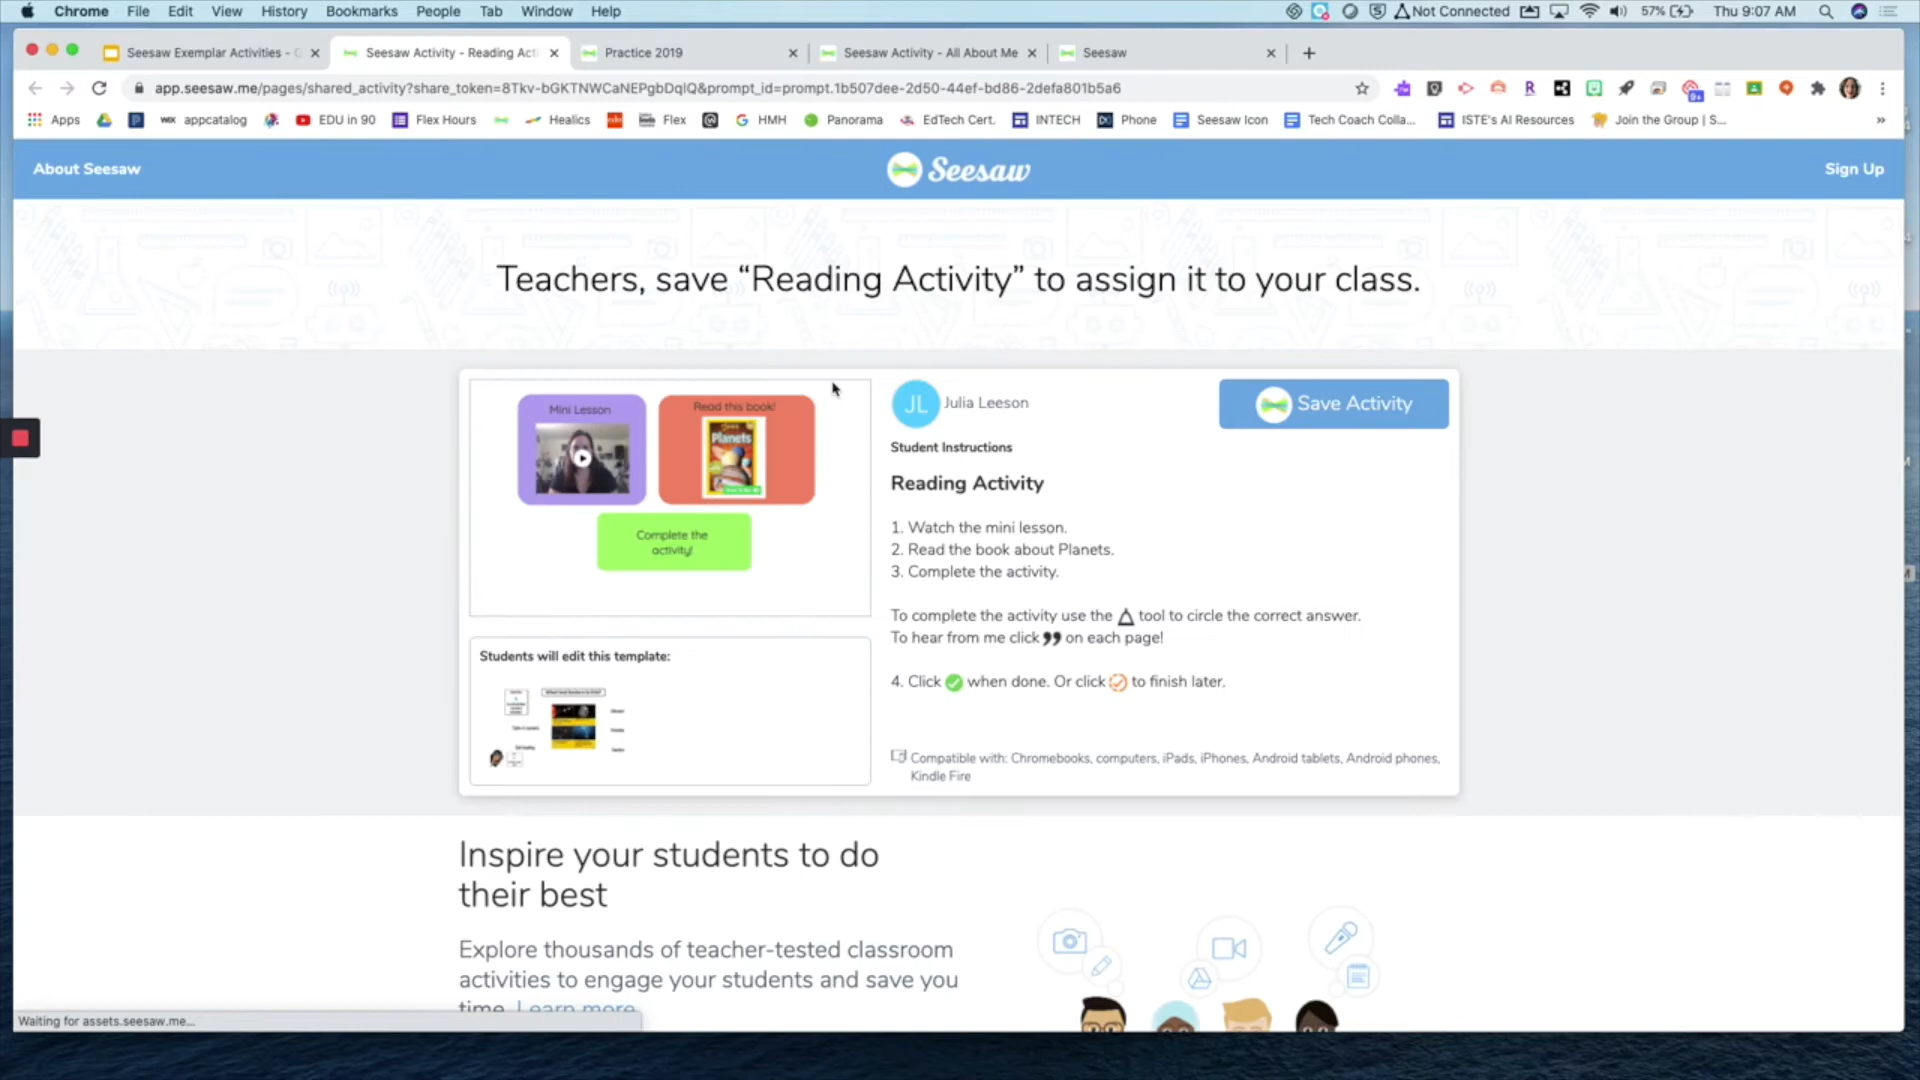 Chrome File Edit View History Bookmarks People Tab Window Help Not Connected 57% Thu 9:07 AM
Seesaw Exemplar Activities - G Seesaw Activity - Reading Acti Practice 2019 Seesaw Activity - All About Me Seesaw
app.seesaw.me/pages/shared_activity?share_token=8Tkv-bGKTNWCaNEPgbDqlQ&prompt_id=prompt.1b507dee-2d50-44ef-bd86-2defa801b5a6
Apps appcatalog EDU in 90 Flex Hours Healics Flex HMH Panorama EdTech Cert. INTECH Phone Seesaw Icon Tech Coach Colla... ISTE's AI Resources Join the Group | S... »
About Seesaw Seesaw Sign Up
Teachers, save “Reading Activity” to assign it to your class.
Mini Lesson
Read this book!
Planets
Complete the
activity!
JL Julia Leeson
Save Activity
Student Instructions
Reading Activity
1. Watch the mini lesson.
2. Read the book about Planets.
3. Complete the activity.
To complete the activity use the tool to circle the correct answer.
To hear from me click on each page!
4. Click when done. Or click to finish later.
Students will edit this template:
Compatible with: Chromebooks, computers, iPads, iPhones, Android tablets, Android phones,
Kindle Fire
Inspire your students to do
their best
Explore thousands of teacher-tested classroom
activities to engage your students and save you
time. Learn more
Waiting for assets.seesaw.me...